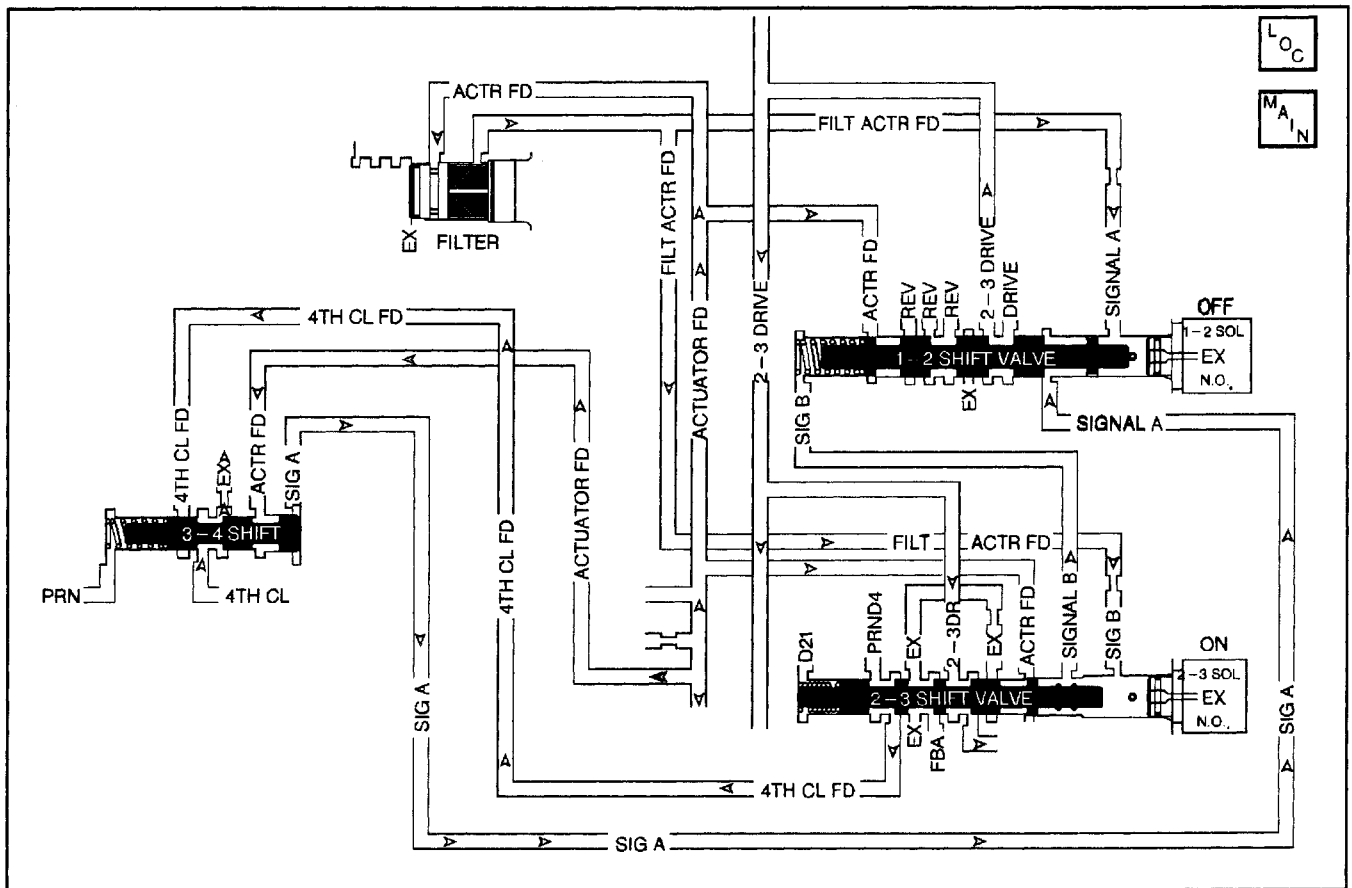 LOC
MAIN
ACTR FD
FILT ACTR FD
EX
FILTER
FILT ACTR FD
ACTUATOR FD
2-3 DRIVE
ACTR FD
REV
REV
REV
2-3 DRIVE
DRIVE
SIGNAL A
OFF
1-2 SOL
EX
N.O.
1-2 SHIFT VALVE
EX
SIG B
SIGNAL A
4TH CL FD
4TH CL FD
EX
ACTR FD
SIG A
3-4 SHIFT
PRN
4TH CL
ACTUATOR FD
4TH CL FD
FILT ACTR FD
SIGNAL B
SIG B
D21
PRND4
EX
2-3DR
EX
ACTR FD
ON
2-3 SOL
EX
N.O.
2-3 SHIFT VALVE
EX
FBA
SIG A
SIG A
4TH CL FD
SIG A